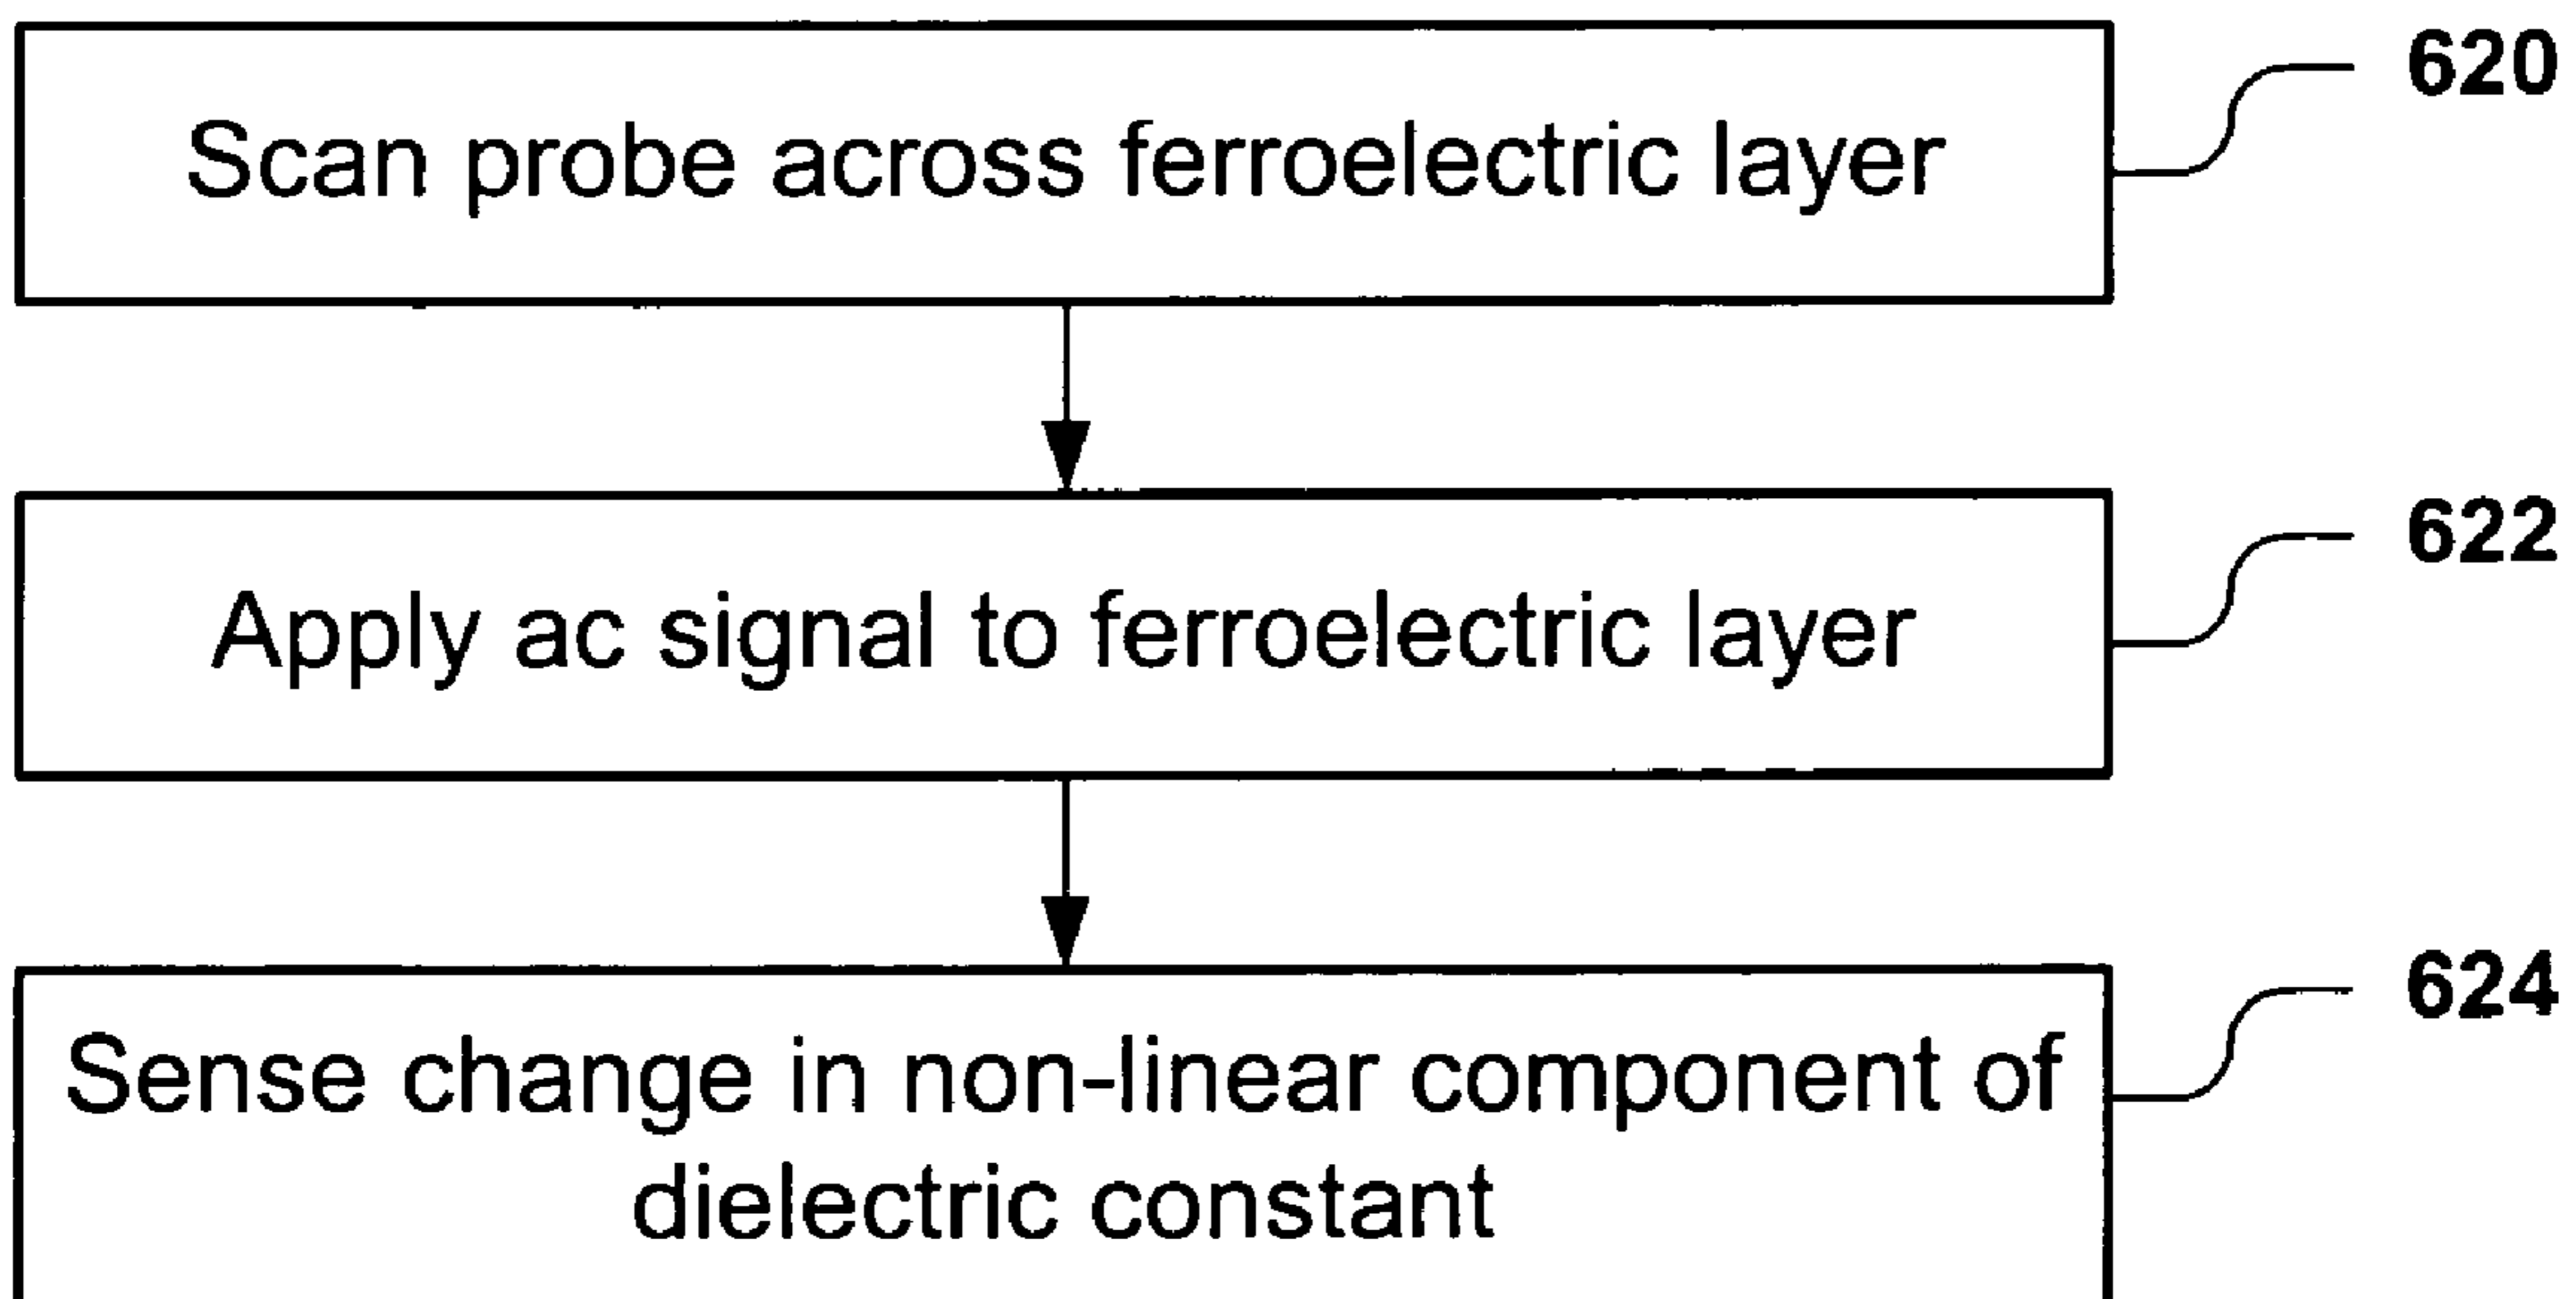 Scan probe across ferroelectric layer
620
Apply ac signal to ferroelectric layer
622
Sense change in non-linear component of
dielectric constant
624